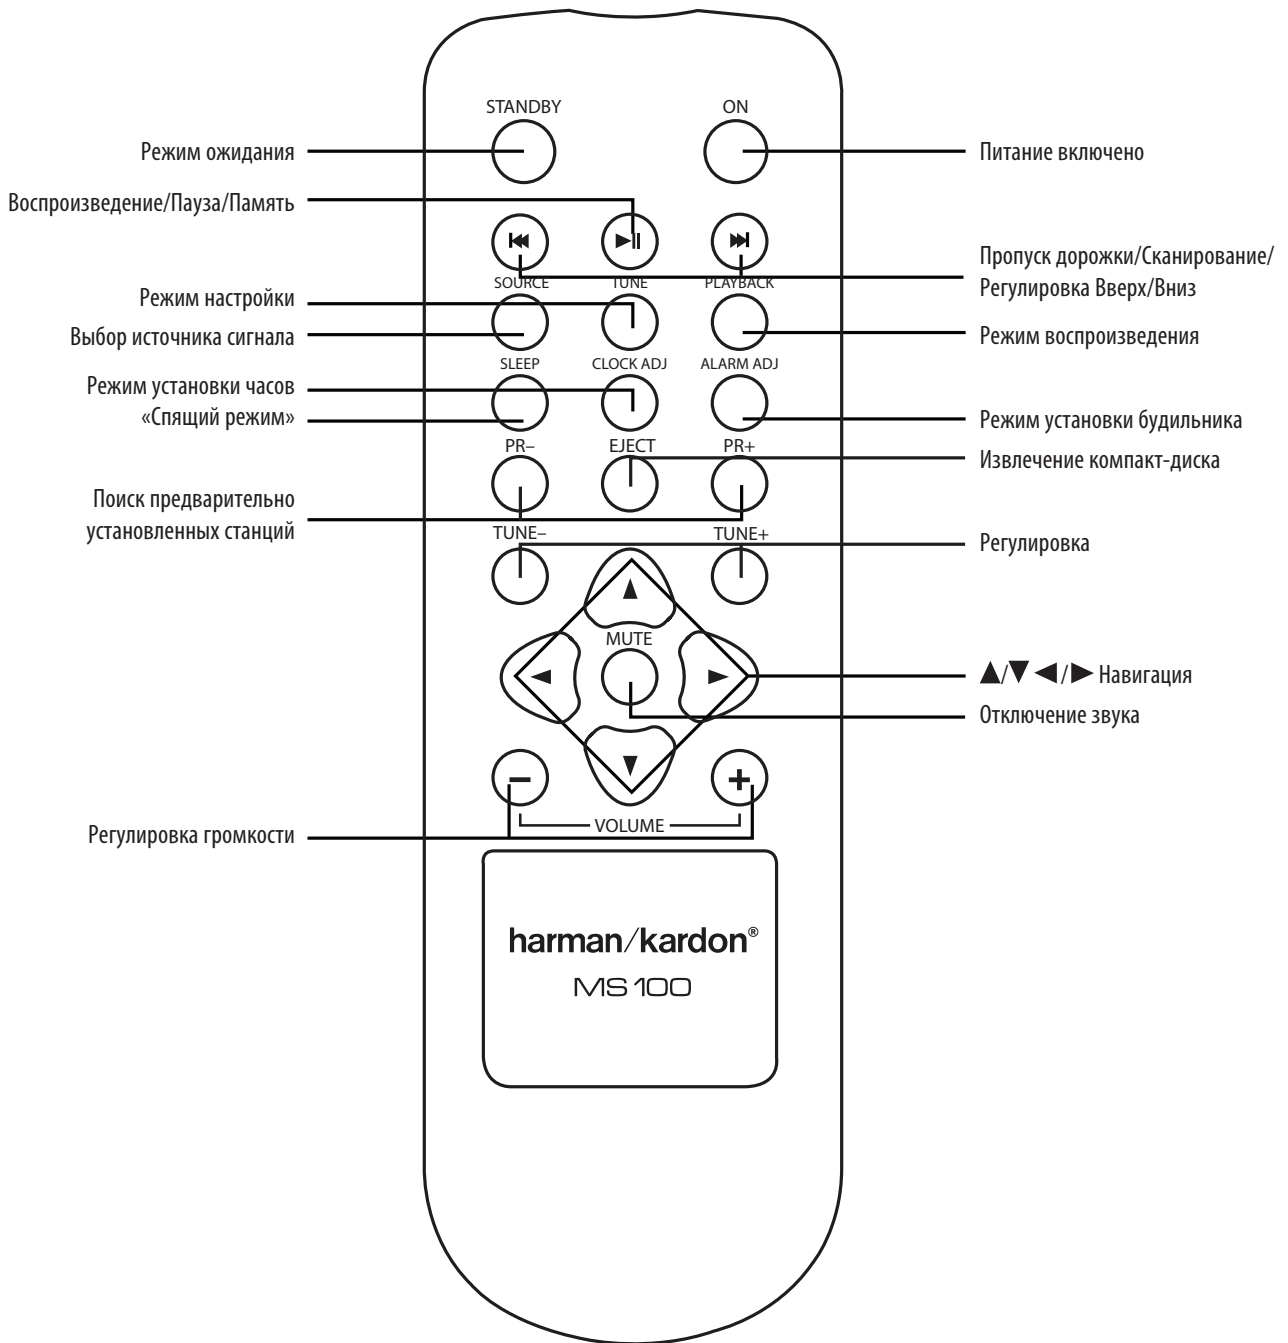 STANDBY
ON
Режим ожидания
Питание включено
Воспроизведение/Пауза/Память
Пропуск дорожки/Сканирование/
Регулировка Вверх/Вниз
SOURCE
TUNE
PLAYBACK
Режим настройки
Выбор источника сигнала
Режим воспроизведения
SLEEP
CLOCK ADJ
ALARM ADJ
Режим установки часов
«Спящий режим»
Режим установки будильника
PR–
EJECT
PR+
Извлечение компакт-диска
Поиск предварительно
установленных станций
TUNE–
TUNE+
Регулировка
MUTE
▲/▼ ◄/► Навигация
Отключение звука
–
+
VOLUME
Регулировка громкости
harman/kardon®
MS 100